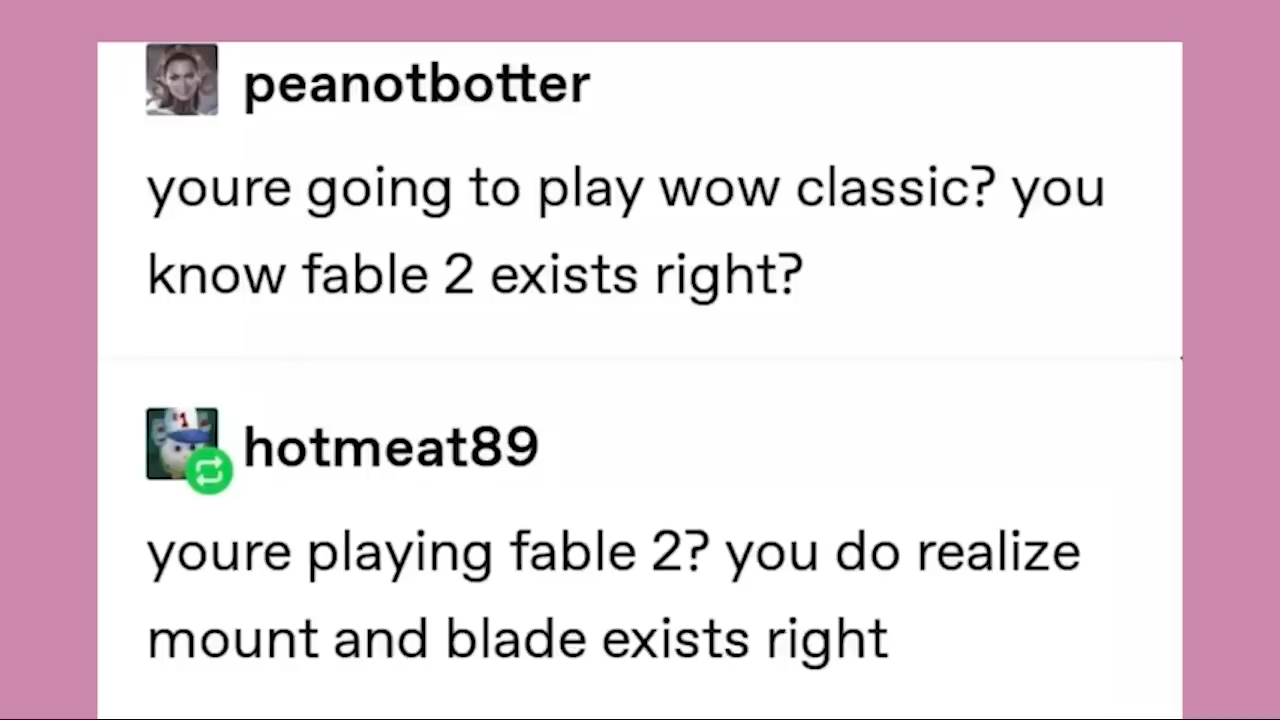 peanotbotter
youre going to play wow classic? you
know fable 2 exists right?
hotmeat89
youre playing fable 2? you do realize
mount and blade exists right